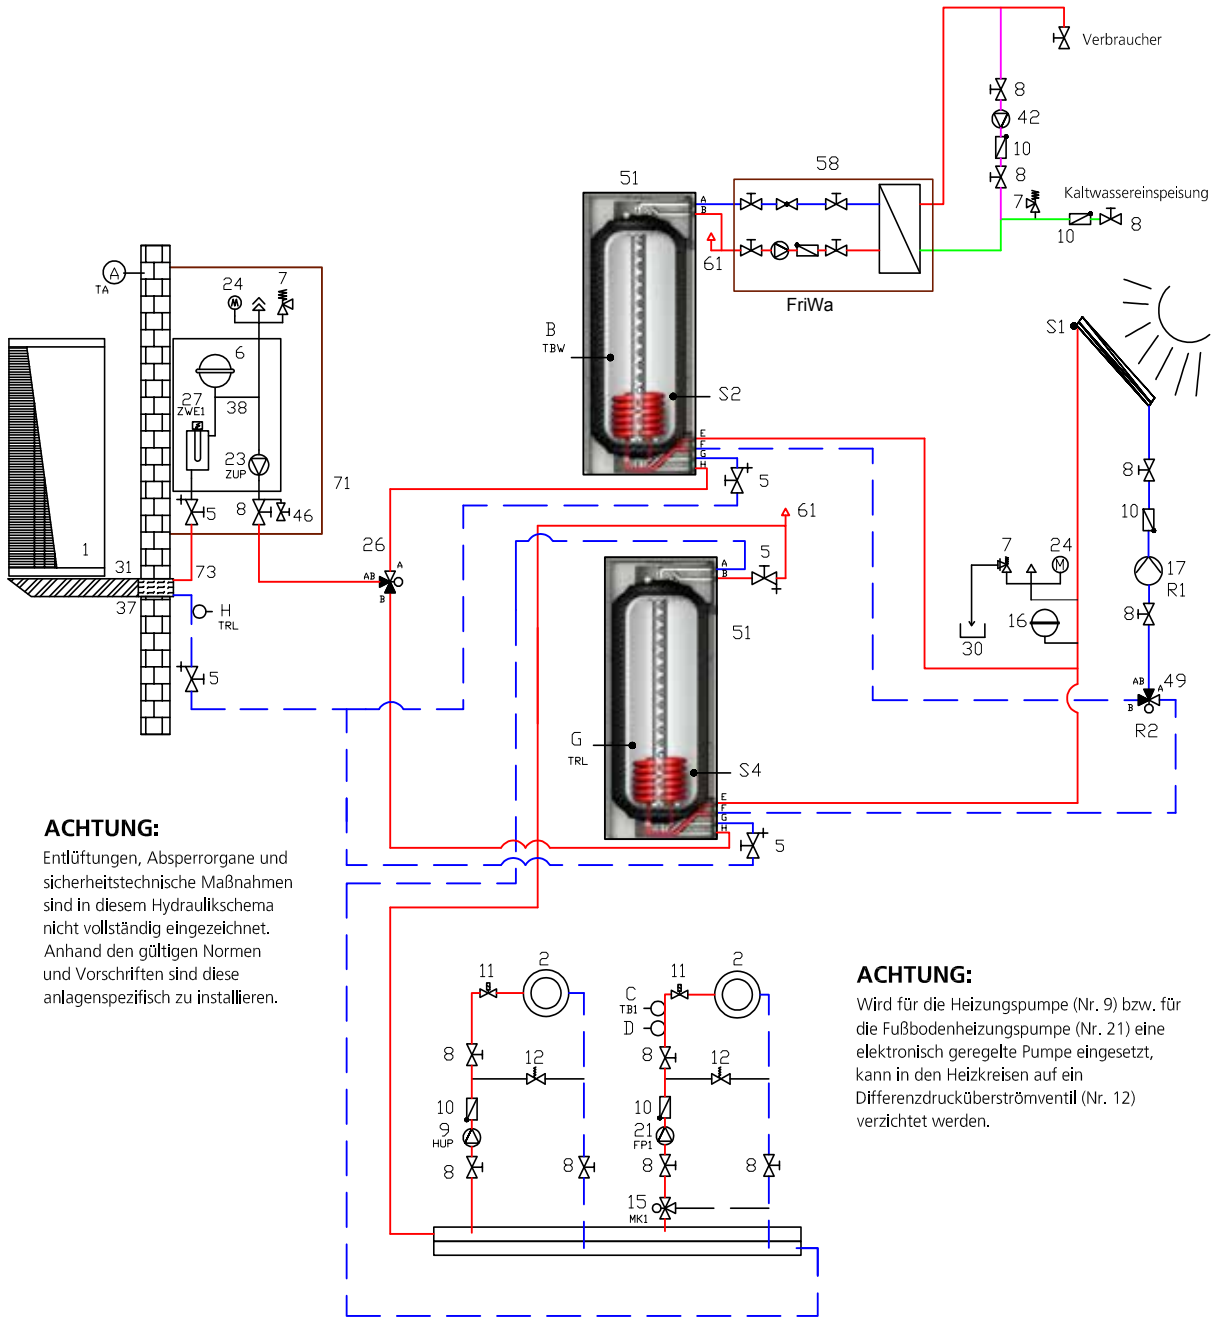 Verbraucher
8
42
10
8
58
51
Kaltwassereinspeisung
7
10
8
A
B
61
FriWa
A
TA
24
7
6
B
TBW
S1
27
ZWE1
38
S2
23
ZUP
E
F
G
H
71
5
8
46
5
8
10
1
26
61
31
73
A
AB
B
5
A
B
7
24
M
17
R1
37
H
TRL
51
16
8
30
5
AB
A
49
B
R2
G
TRL
S4
E
F
G
H
5
ACHTUNG:
Entlüftungen, Absperrorgane und
sicherheitstechnische Maßnahmen
sind in diesem Hydraulikschema
nicht vollständig eingezeichnet.
Anhand den gültigen Normen
und Vorschriften sind diese
anlagenspezifisch zu installieren.
11
2
11
2
C
TB1
D
8
12
8
12
10
10
9
HUP
21
FP1
8
8
8
8
15
MK1
ACHTUNG:
Wird für die Heizungspumpe (Nr. 9) bzw. für
die Fußbodenheizungspumpe (Nr. 21) eine
elektronisch geregelte Pumpe eingesetzt,
kann in den Heizkreisen auf ein
Differenzdrucküberströmventil (Nr. 12)
verzichtet werden.